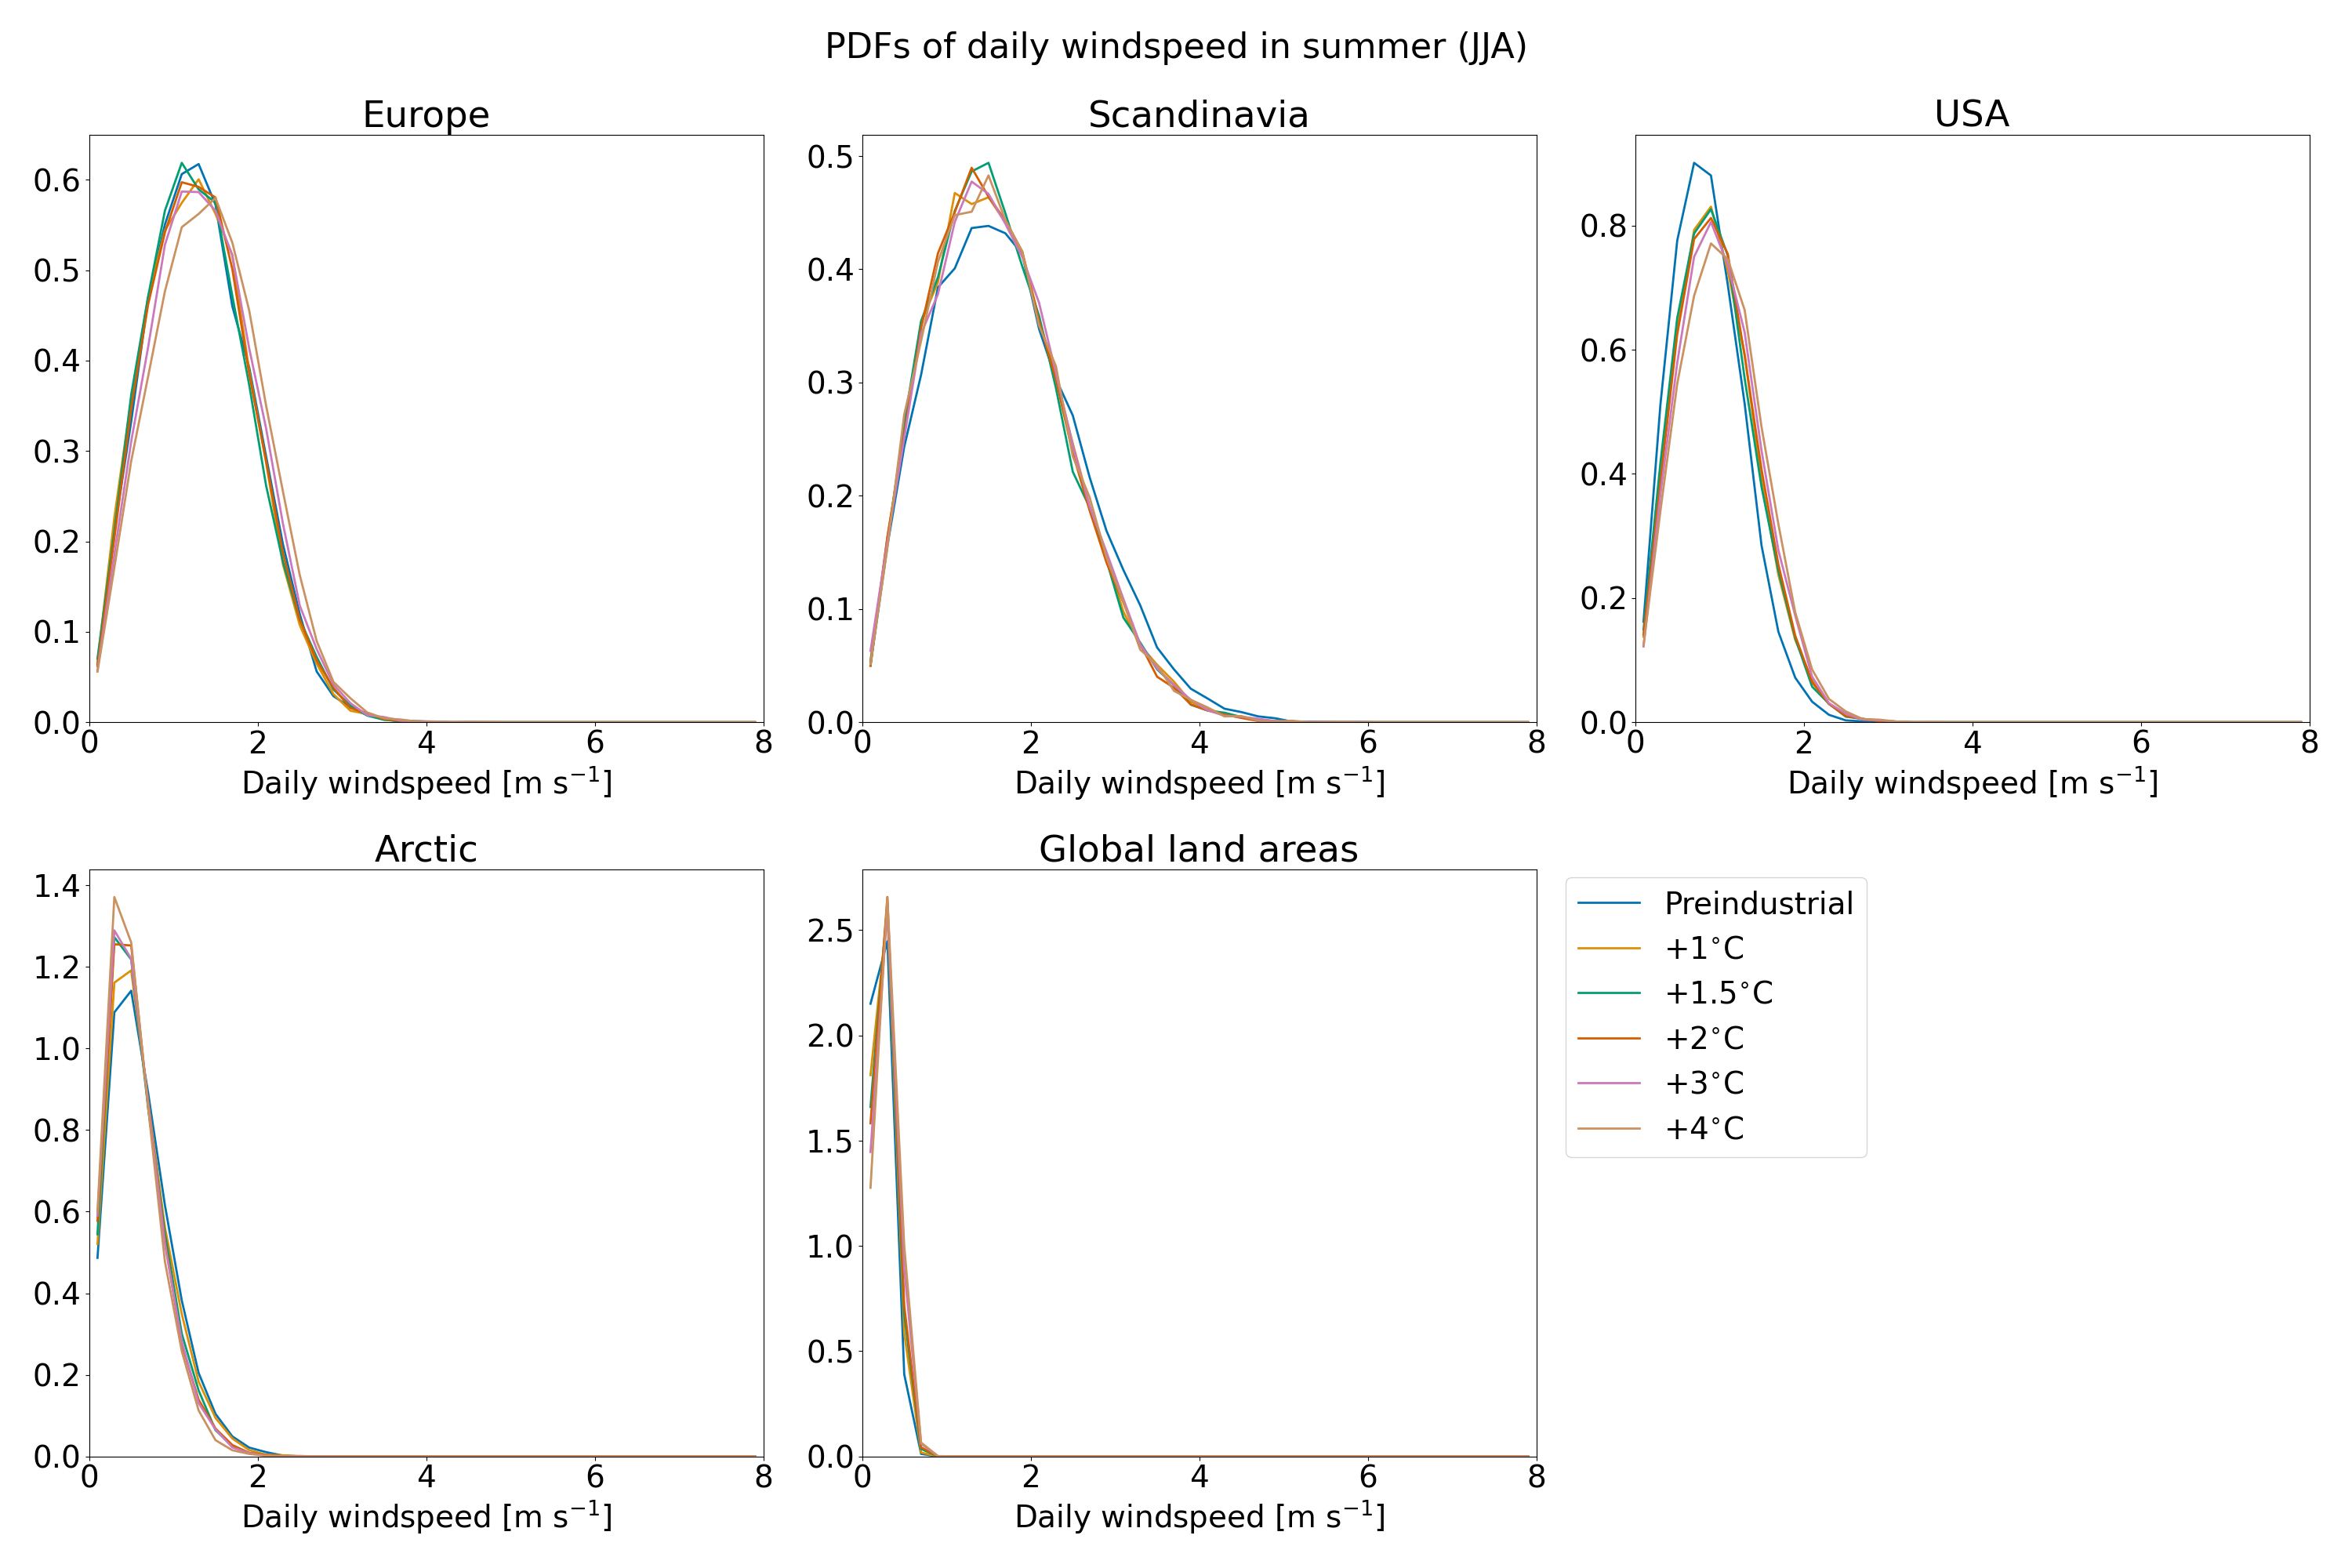 PDFs of daily windspeed in summer (JJA)
Europe
0.6
0.5
0.4
0.3
0.2
0.1
0.0
0 2 4 6 8
Daily windspeed [m s⁻¹]
Scandinavia
0.5
0.4
0.3
0.2
0.1
0.0
0 2 4 6 8
Daily windspeed [m s⁻¹]
USA
0.8
0.6
0.4
0.2
0.0
0 2 4 6 8
Daily windspeed [m s⁻¹]
Arctic
1.4
1.2
1.0
0.8
0.6
0.4
0.2
0.0
0 2 4 6 8
Daily windspeed [m s⁻¹]
Global land areas
2.5
2.0
1.5
1.0
0.5
0.0
0 2 4 6 8
Daily windspeed [m s⁻¹]
Preindustrial
+1°C
+1.5°C
+2°C
+3°C
+4°C